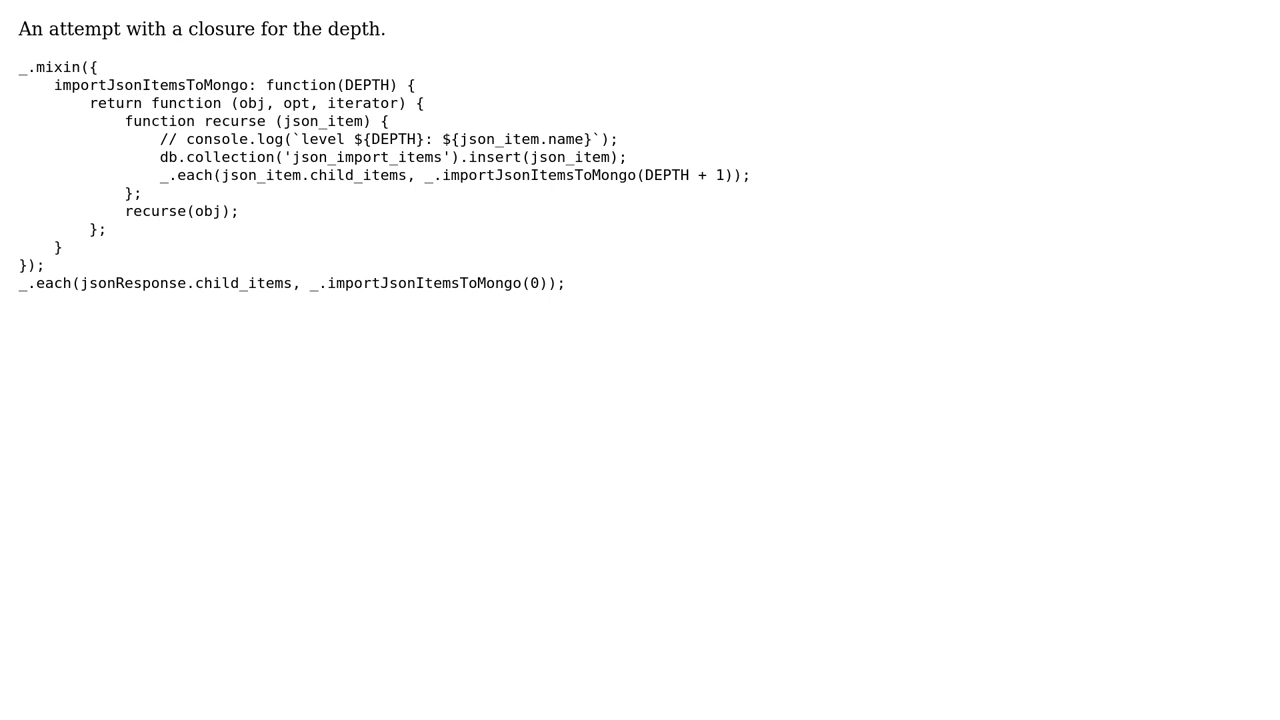 An attempt with a closure for the depth.
_.mixin({
    importJsonItemsToMongo: function(DEPTH) {
        return function (obj, opt, iterator) {
            function recurse (json_item) {
                // console.log(`level ${DEPTH}: ${json_item.name}`);
                db.collection('json_import_items').insert(json_item);
                _.each(json_item.child_items, _.importJsonItemsToMongo(DEPTH + 1));
            };
            recurse(obj);
        };
    }
});
_.each(jsonResponse.child_items, _.importJsonItemsToMongo(0));